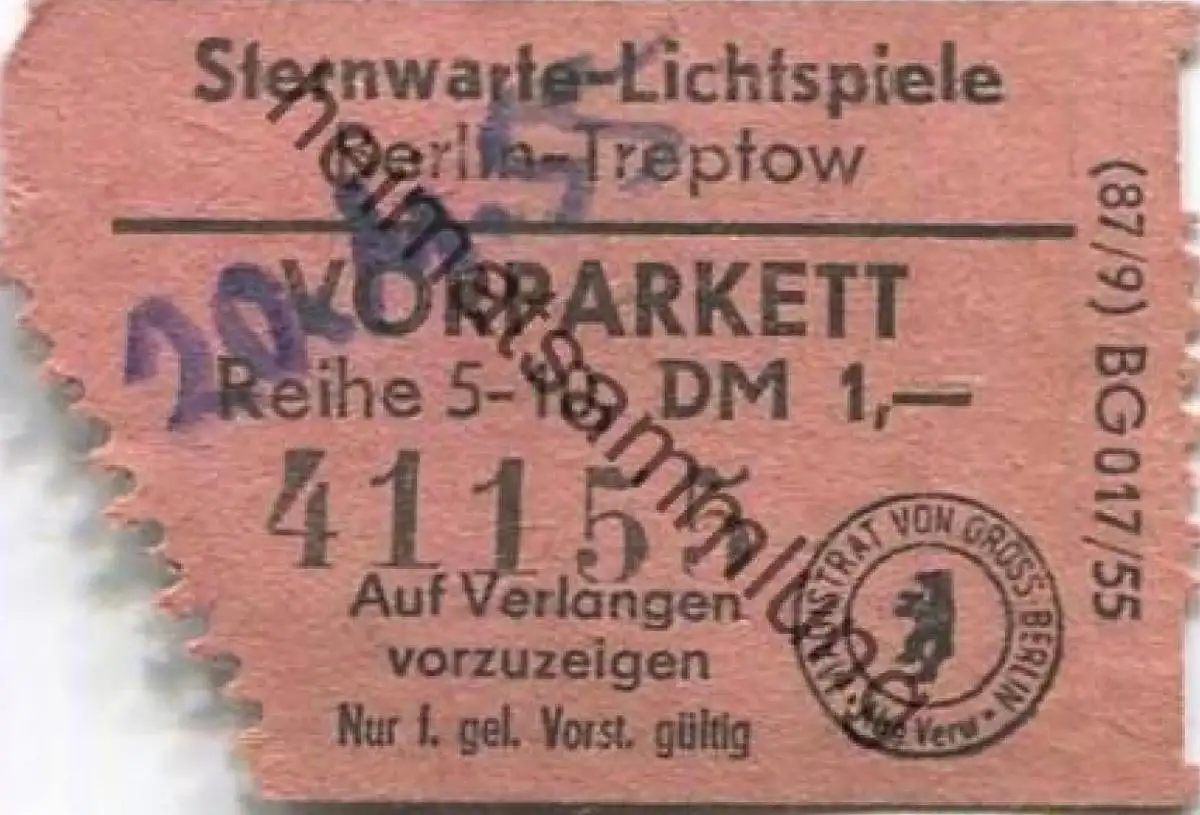 Sternwarte-Lichtspiele
Berlin-Treptow
VORPARKETT
Reihe 5-10 DM 1,—
Auf Verlangen
vorzuzeigen
Nur f. gel. Vorst. gültig
(87/9) BG 017/55
MAGISTRAT VON GROSS-BERLIN
heimatsammlung